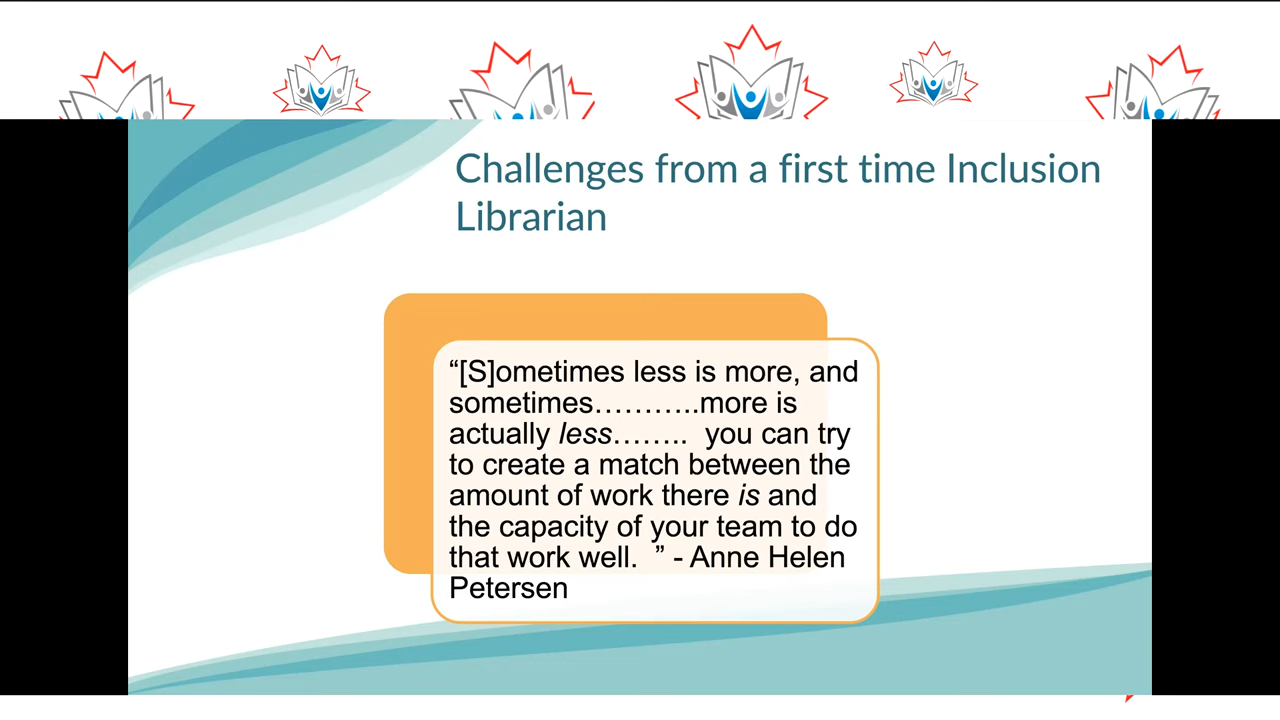 Challenges from a first time Inclusion
Librarian
“[S]ometimes less is more, and
sometimes………..more is
actually less…….. you can try
to create a match between the
amount of work there is and
the capacity of your team to do
that work well. ” - Anne Helen
Petersen